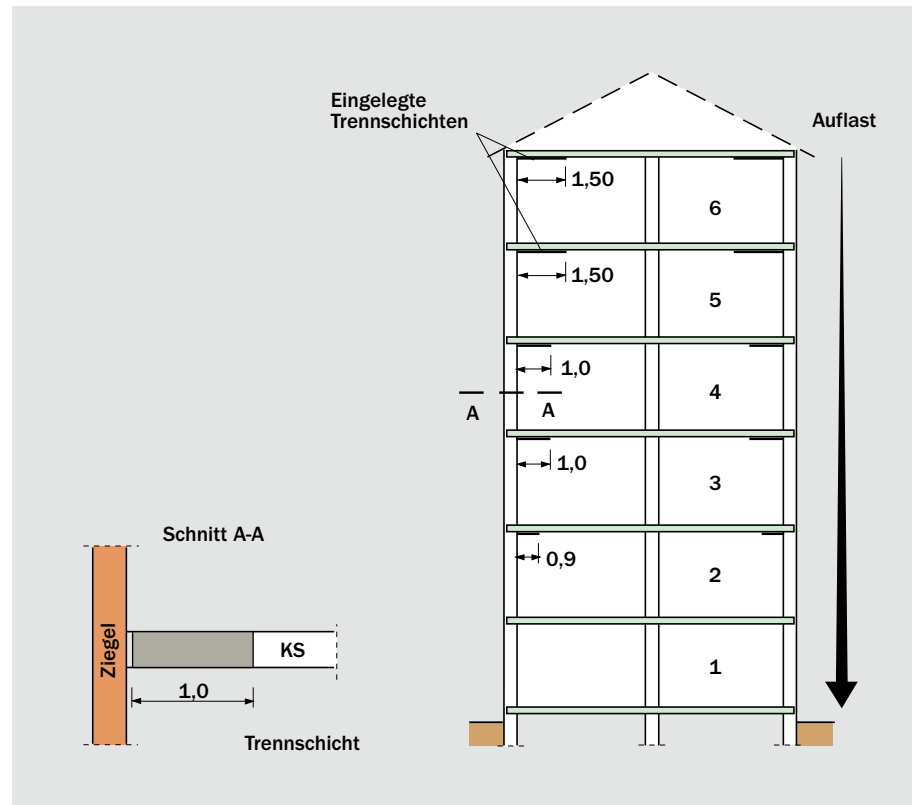 Eingelegte
Trennschichten
Auflast
1,50
6
1,50
5
1,0
4
A
A
1,0
3
Schnitt A-A
0,9
2
Ziegel
KS
1
1,0
Trennschicht